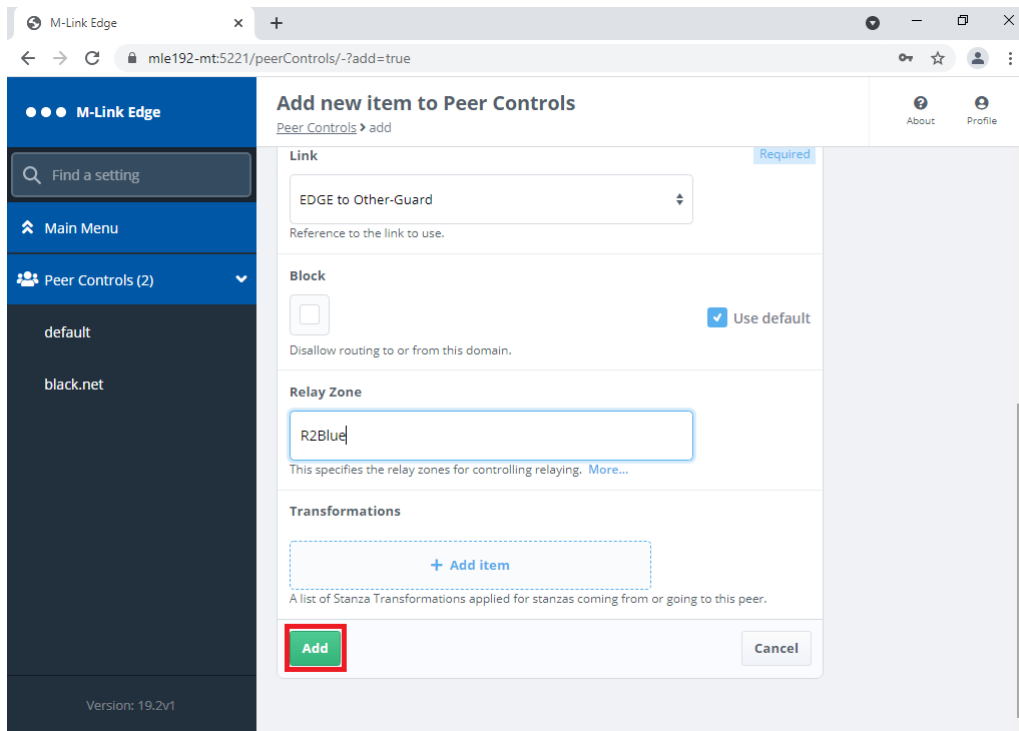 M-Link Edge
mle192-mt:5221/peerControls/-?add=true
M-Link Edge
Add new item to Peer Controls
Peer Controls > add
About
Profile
Find a setting
Main Menu
Peer Controls (2)
default
black.net
Version: 19.2v1
Link
Required
EDGE to Other-Guard
Reference to the link to use.
Block
Use default
Disallow routing to or from this domain.
Relay Zone
R2Blue
This specifies the relay zones for controlling relaying. More...
Transformations
+ Add item
A list of Stanza Transformations applied for stanzas coming from or going to this peer.
Add
Cancel